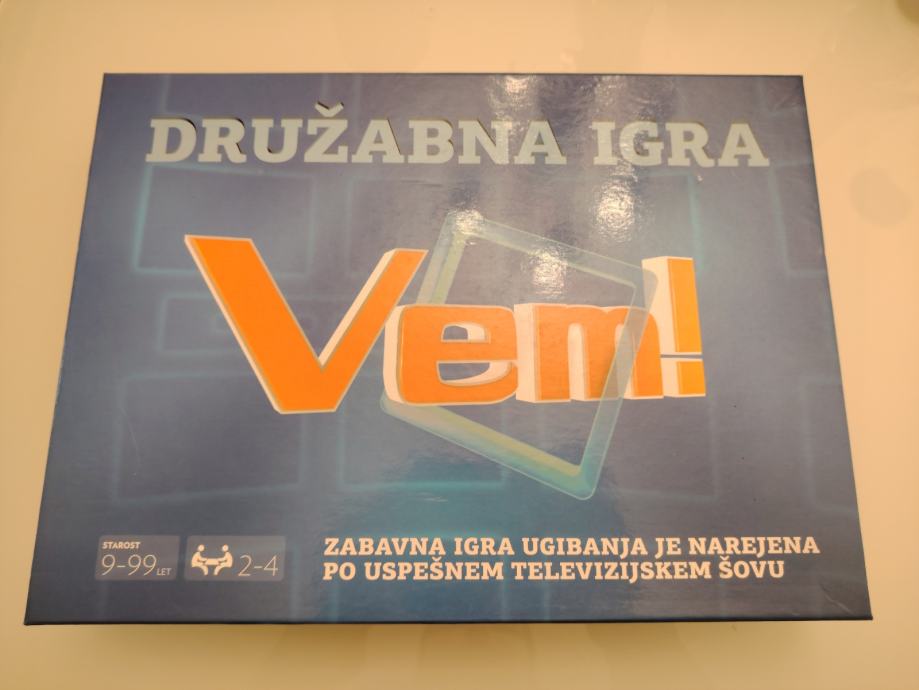 DRUŽABNA IGRA
Vem!
STAROST
9-99 LET
2-4
ZABAVNA IGRA UGIBANJA JE NAREJENA
PO USPEŠNEM TELEVIZIJSKEM ŠOVU